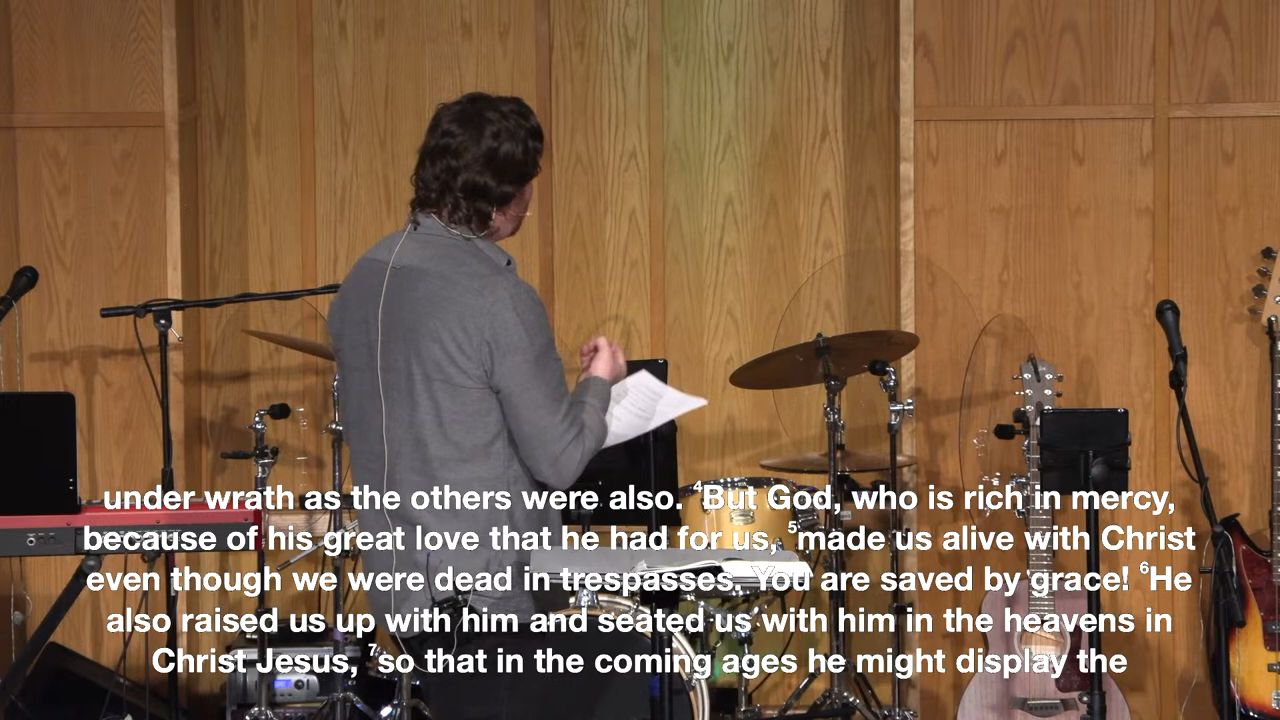 under wrath as the others were also. ⁴But God, who is rich in mercy,
because of his great love that he had for us, ⁵made us alive with Christ
even though we were dead in trespasses. You are saved by grace! ⁶He
also raised us up with him and seated us with him in the heavens in
Christ Jesus, ⁷so that in the coming ages he might display the